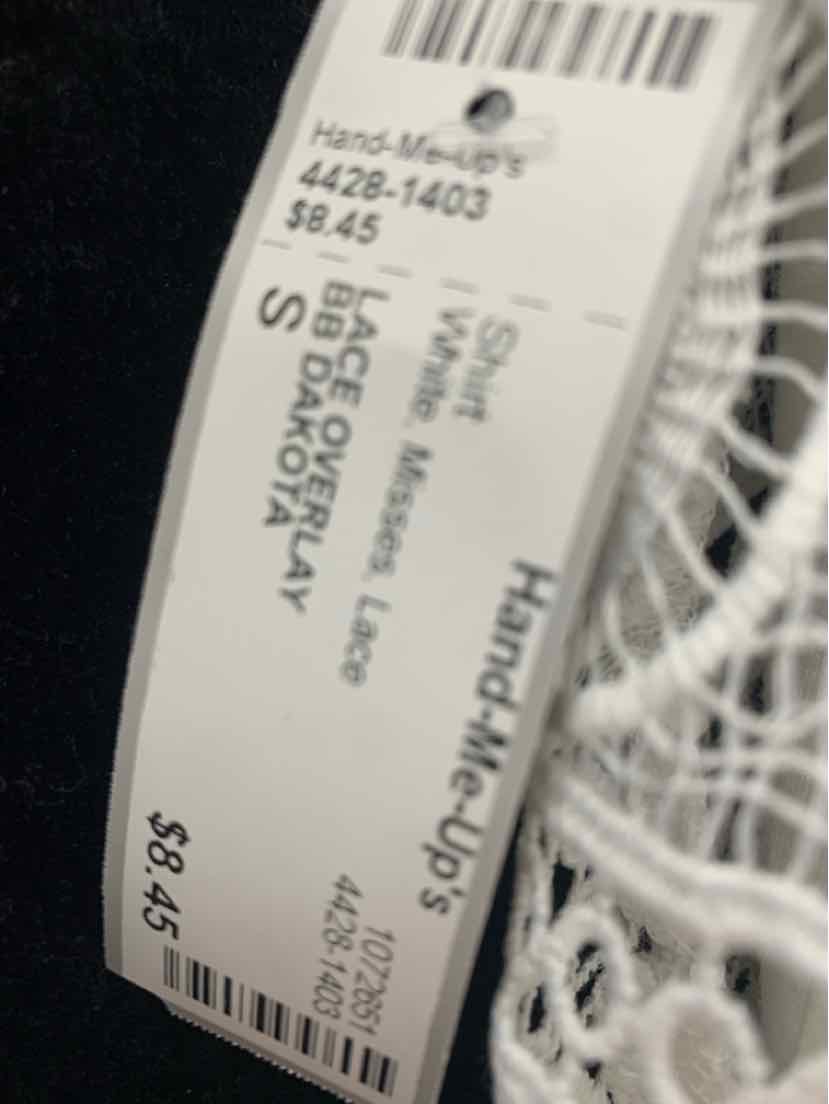 Hand-Me-Up's
4428-1403
$8.45
Hand-Me-Up's
Shirt
White, Misses, Lace
LACE OVERLAY
BB DAKOTA
S
1072651
4428-1403
$8.45